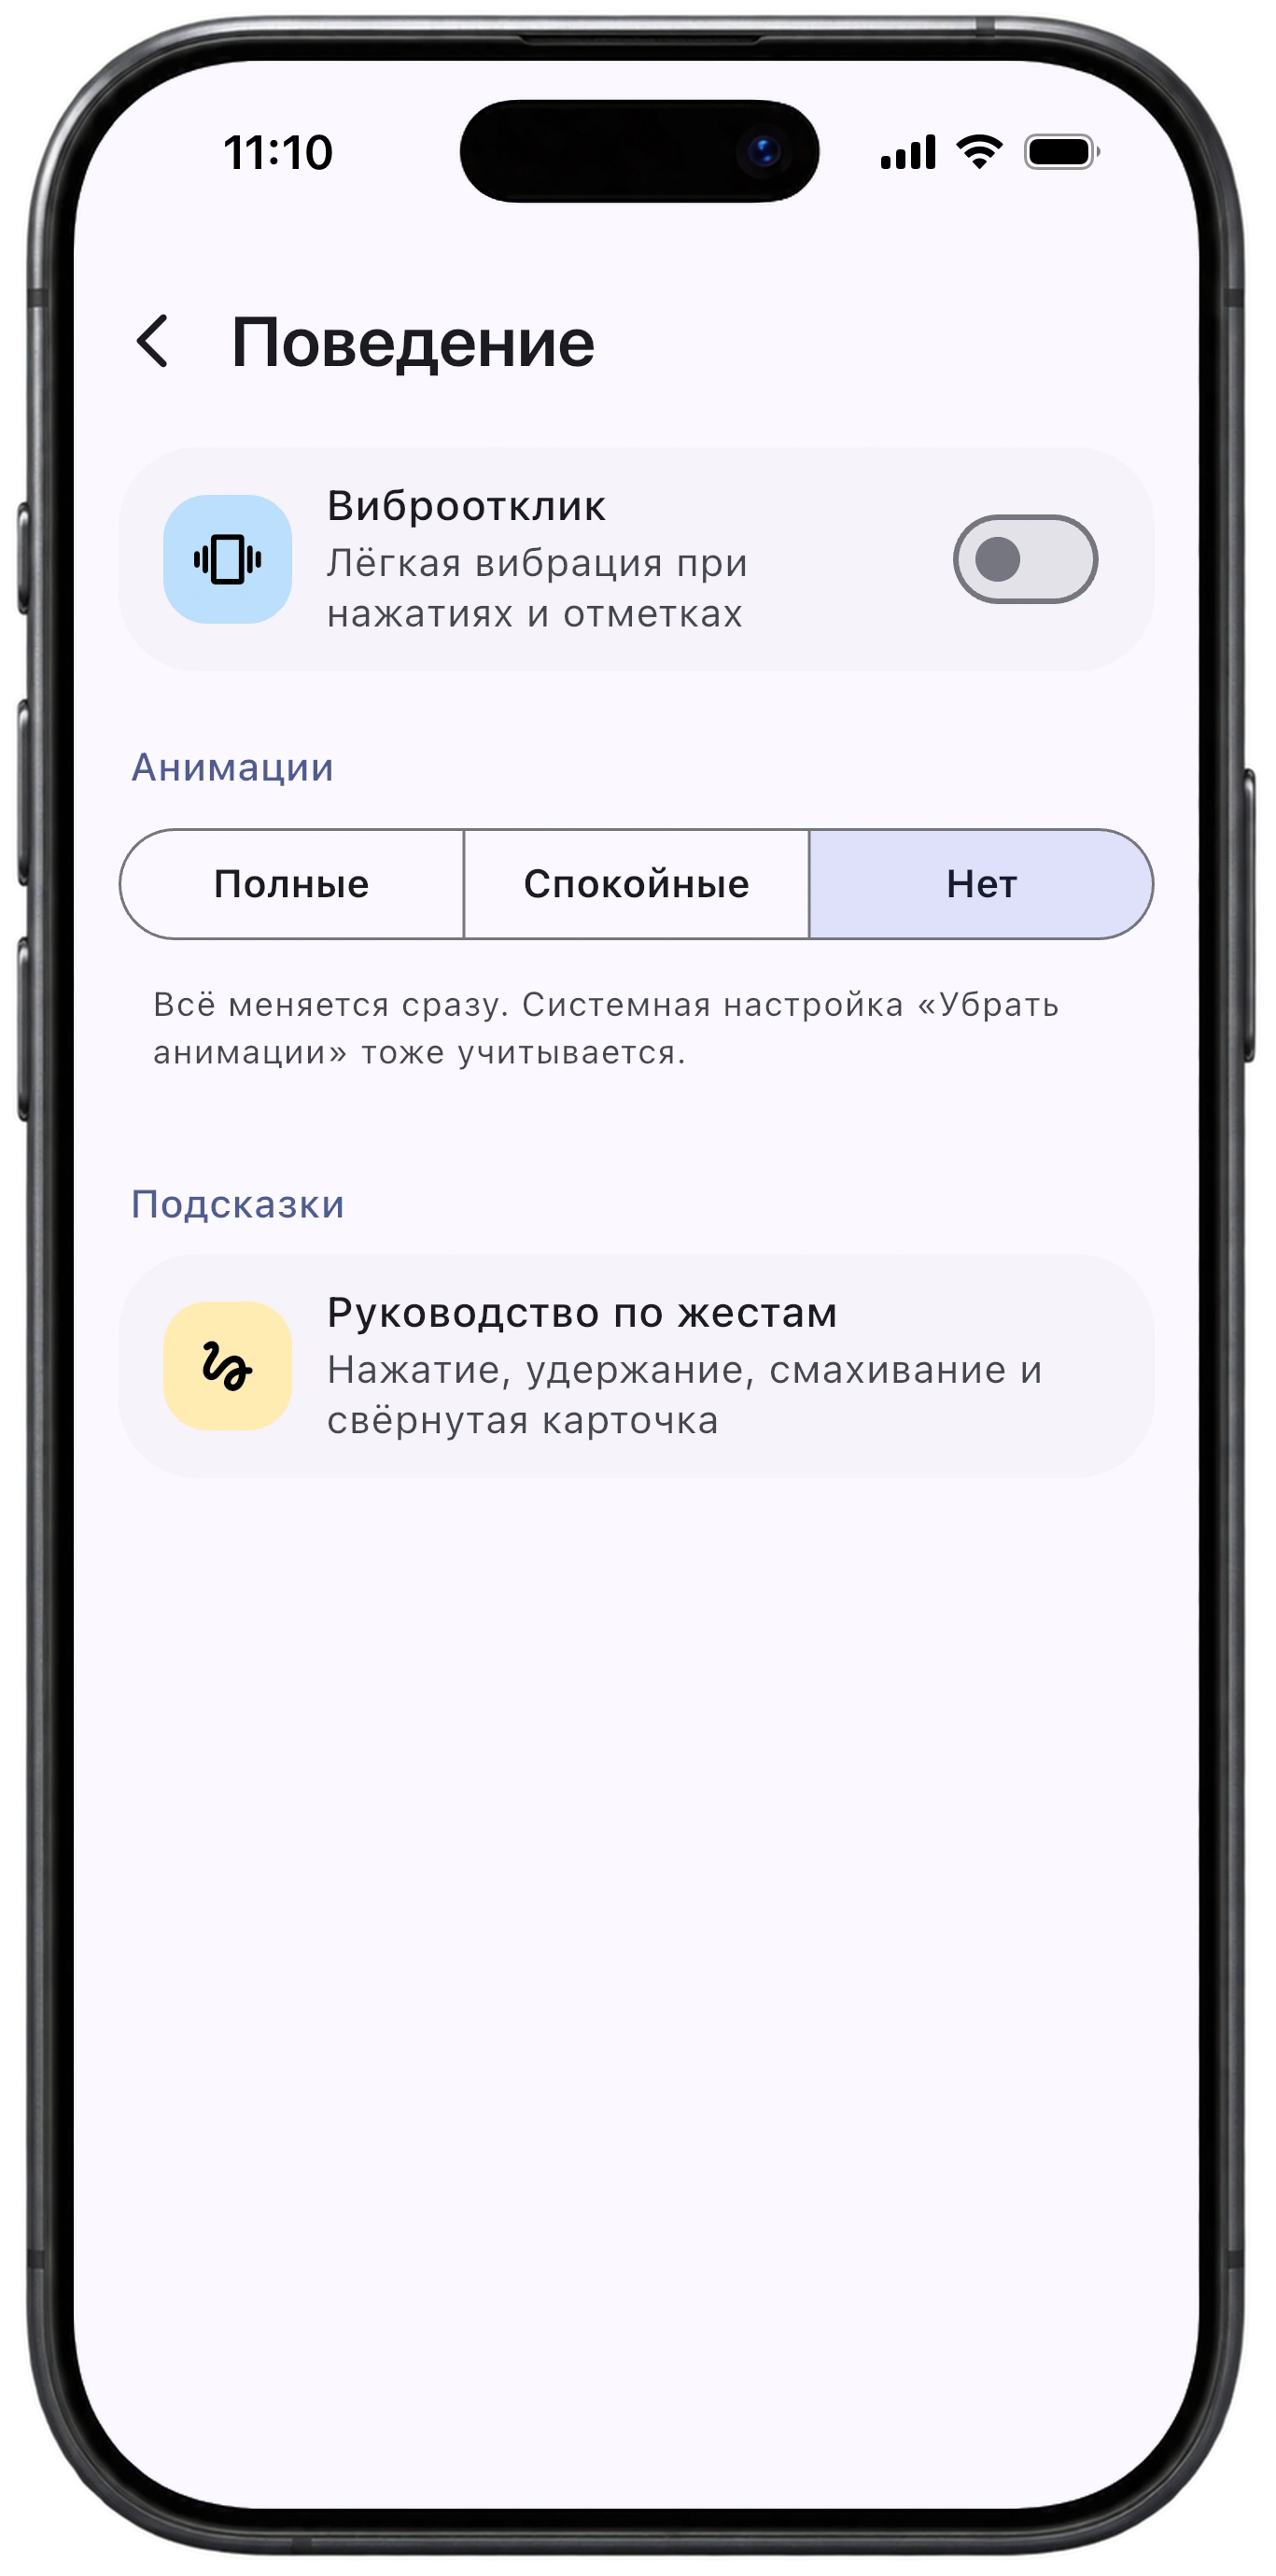 11:10
Поведение
Виброотклик
Лёгкая вибрация при
нажатиях и отметках
Анимации
Полные
Спокойные
Нет
Всё меняется сразу. Системная настройка «Убрать
анимации» тоже учитывается.
Подсказки
Руководство по жестам
Нажатие, удержание, смахивание и
свёрнутая карточка